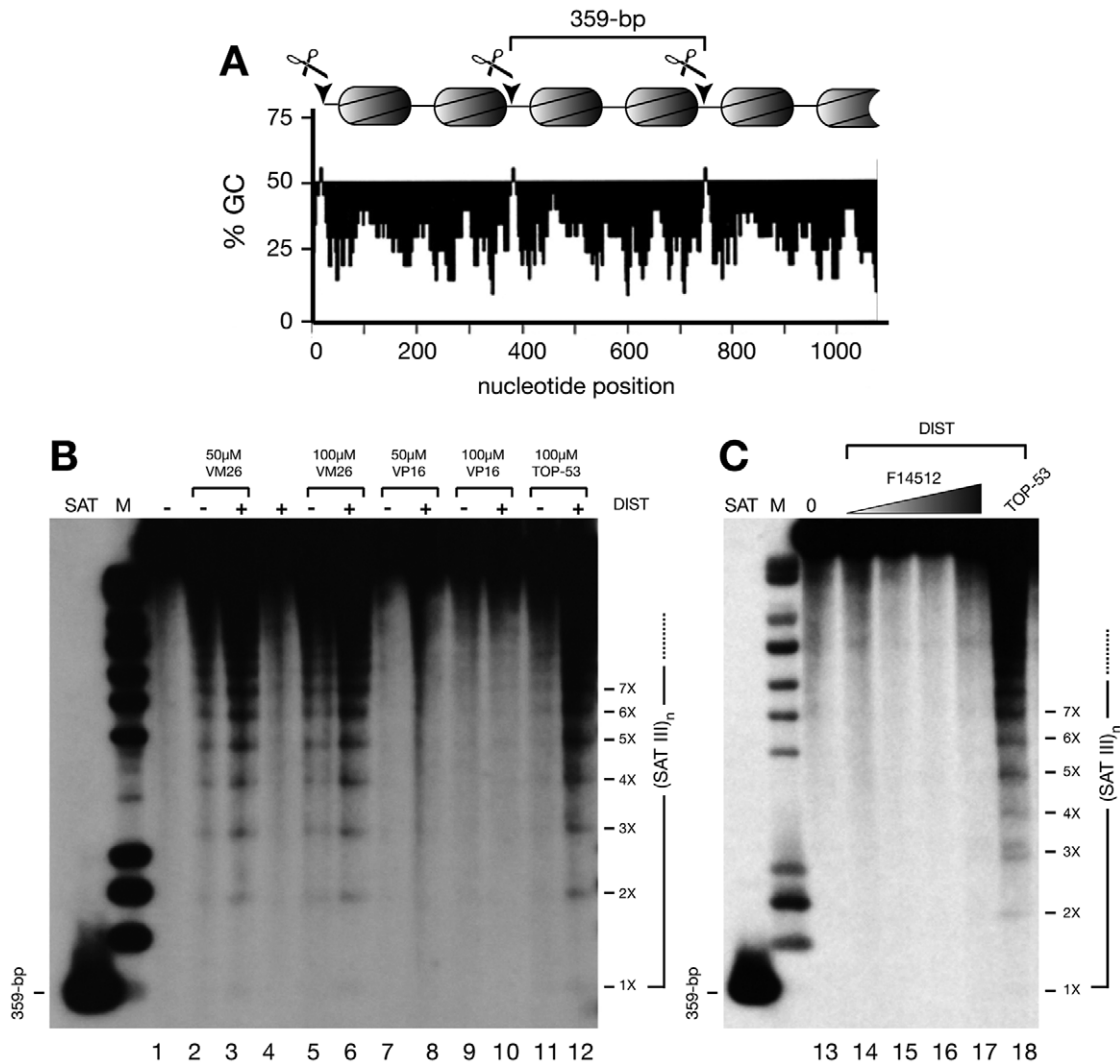 359-bp
A
75
50
25
0
% GC
0 200 400 600 800 1000
nucleotide position
B
50µM VM26
100µM VM26
50µM VP16
100µM VP16
100µM TOP-53
SAT M - - + + - + - + - + - + DIST
7X
6X
5X
4X
3X
2X
1X
(SAT III)n
359-bp
1 2 3 4 5 6 7 8 9 10 11 12
C
DIST
F14512
TOP-53
SAT M 0
7X
6X
5X
4X
3X
2X
1X
(SAT III)n
359-bp
13 14 15 16 17 18